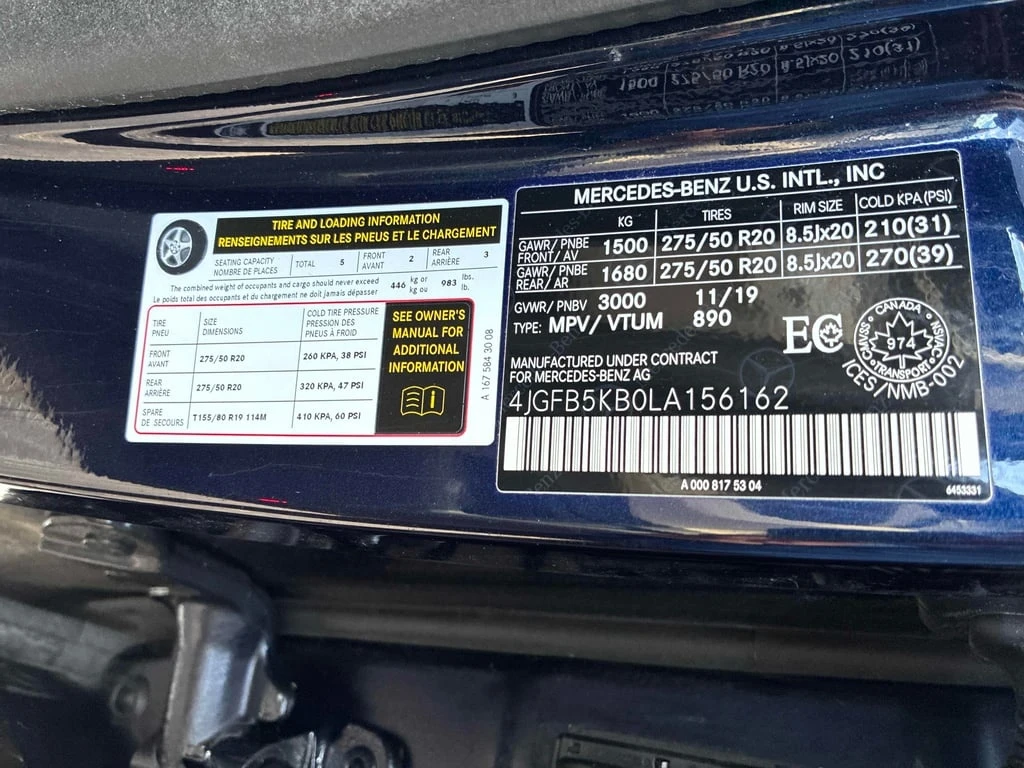 TIRE AND LOADING INFORMATION
RENSEIGNEMENTS SUR LES PNEUS ET LE CHARGEMENT
SEATING CAPACITY NOMBRE DE PLACES TOTAL 5 FRONT AVANT 2 REAR ARRIÈRE 3
The combined weight of occupants and cargo should never exceed 446 kg or 983 lbs.
Le poids total des occupants et du chargement ne doit jamais dépasser kg ou lb.
TIRE PNEU SIZE DIMENSIONS COLD TIRE PRESSURE PRESSION DES PNEUS À FROID
FRONT AVANT 275/50 R20 260 KPA, 38 PSI
REAR ARRIÈRE 275/50 R20 320 KPA, 47 PSI
SPARE DE SECOURS T155/80 R19 114M 410 KPA, 60 PSI
SEE OWNER'S
MANUAL FOR
ADDITIONAL
INFORMATION
A 167 584 30 08
MERCEDES-BENZ U.S. INTL., INC
KG TIRES RIM SIZE COLD KPA (PSI)
GAWR/ PNBE FRONT/ AV 1500 275/50 R20 8.5Jx20 210(31)
GAWR/ PNBE REAR/ AR 1680 275/50 R20 8.5Jx20 270(39)
GVWR/ PNBV 3000 11/19
TYPE: MPV/ VTUM 890
MANUFACTURED UNDER CONTRACT
FOR MERCEDES-BENZ AG
EC
CANADA
974
TRANSPORT
CMVSS
NSVAC
ICES/NMB-002
4JGFB5KB0LA156162
A 000 817 53 04
6453331